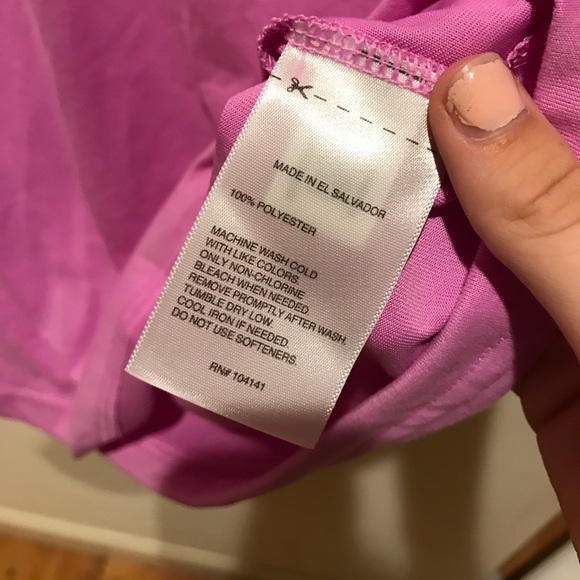 MADE IN EL SALVADOR
100% POLYESTER
MACHINE WASH COLD
WITH LIKE COLORS.
ONLY NON-CHLORINE
BLEACH WHEN NEEDED.
REMOVE PROMPTLY AFTER WASH.
TUMBLE DRY LOW.
COOL IRON IF NEEDED.
DO NOT USE SOFTENERS.
RN# 104141